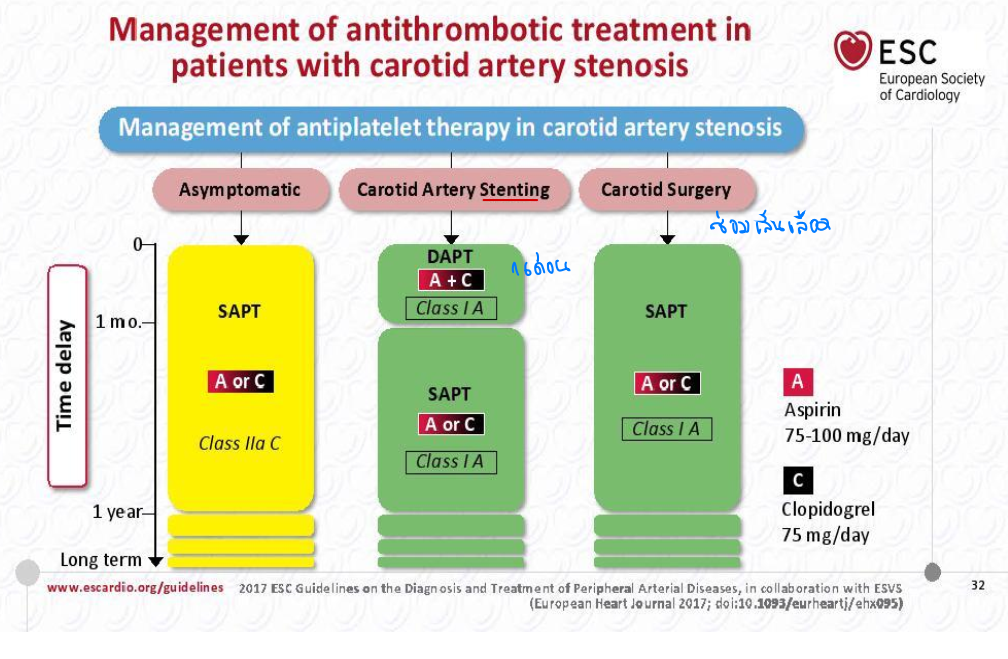 Management of antithrombotic treatment in
patients with carotid artery stenosis
ESC
European Society
of Cardiology
Management of antiplatelet therapy in carotid artery stenosis
Asymptomatic
Carotid Artery Stenting
Carotid Surgery
ซ่อมเส้นเลือด
Time delay
0
1 mo.
1 year
Long term
SAPT
A or C
Class IIa C
DAPT
A + C
Class I A
SAPT
A or C
Class I A
SAPT
A or C
Class I A
A
Aspirin
75-100 mg/day
C
Clopidogrel
75 mg/day
www.escardio.org/guidelines
2017 ESC Guidelines on the Diagnosis and Treatment of Peripheral Arterial Diseases, in collaboration with ESVS
(European Heart Journal 2017; doi:10.1093/eurheartj/ehx095)
32